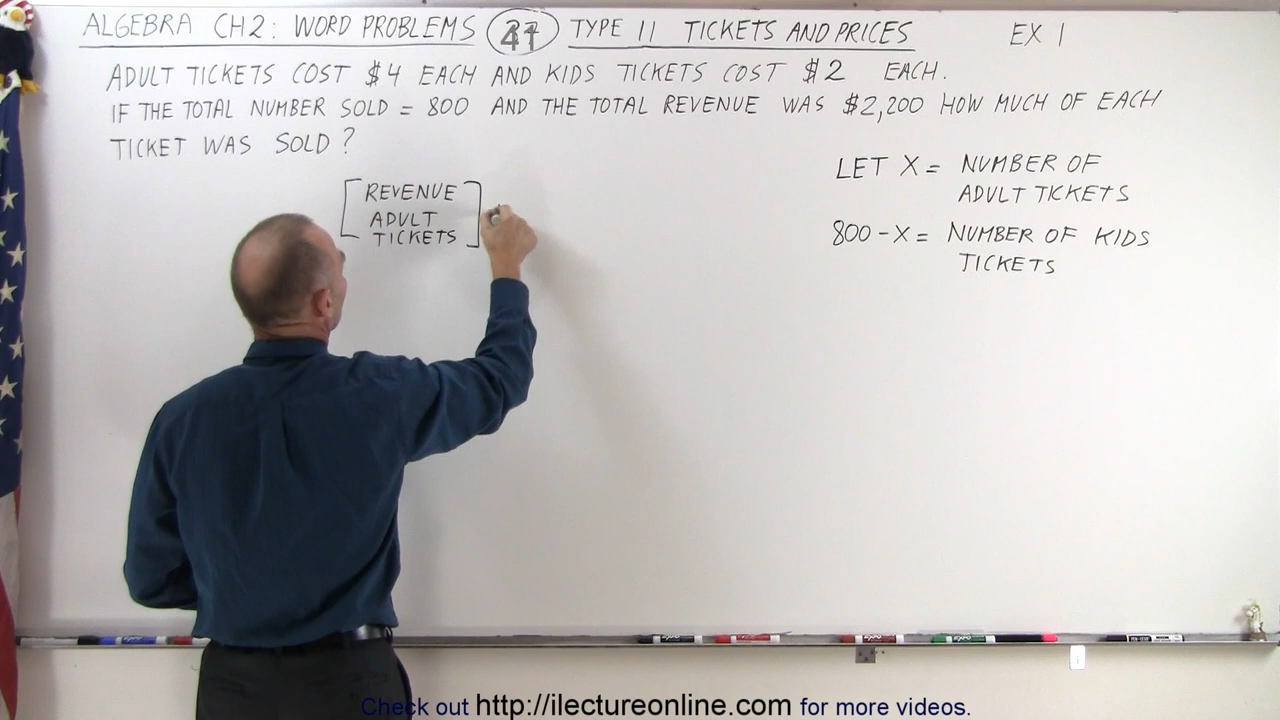 ALGEBRA CH2: WORD PROBLEMS TYPE 11 TICKETS AND PRICES EX 1
ADULT TICKETS COST $4 EACH AND KIDS TICKETS COST $2 EACH.
IF THE TOTAL NUMBER SOLD = 800 AND THE TOTAL REVENUE WAS $2,200 HOW MUCH OF EACH
TICKET WAS SOLD?
LET X = NUMBER OF
ADULT TICKETS
800 - X = NUMBER OF KIDS
TICKETS
REVENUE
ADULT
TICKETS
Check out http://ilectureonline.com for more videos.